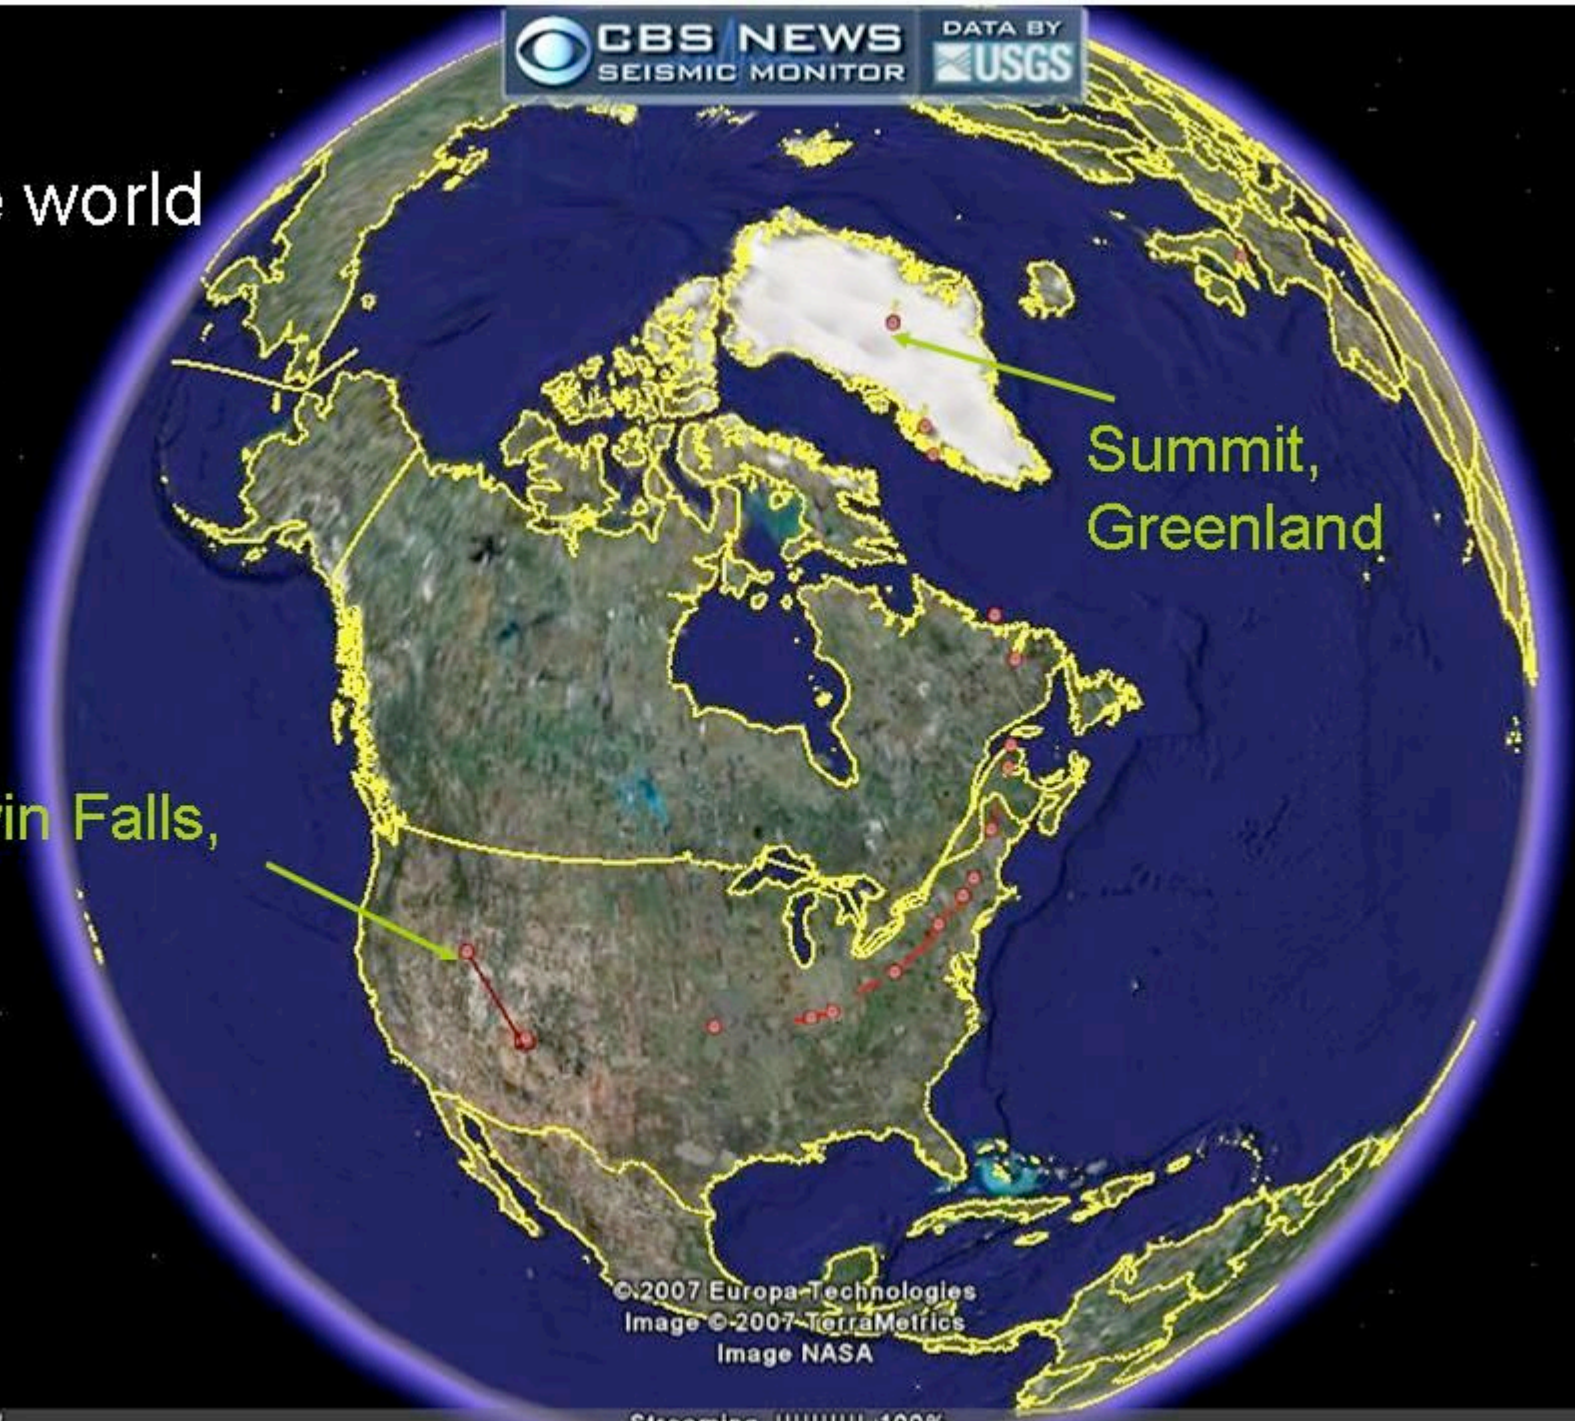 CBS NEWS
SEISMIC MONITOR
DATA BY
USGS
world
Summit,
Greenland
Falls,
©2007 Europa Technologies
Image © 2007 TerraMetrics
Image NASA